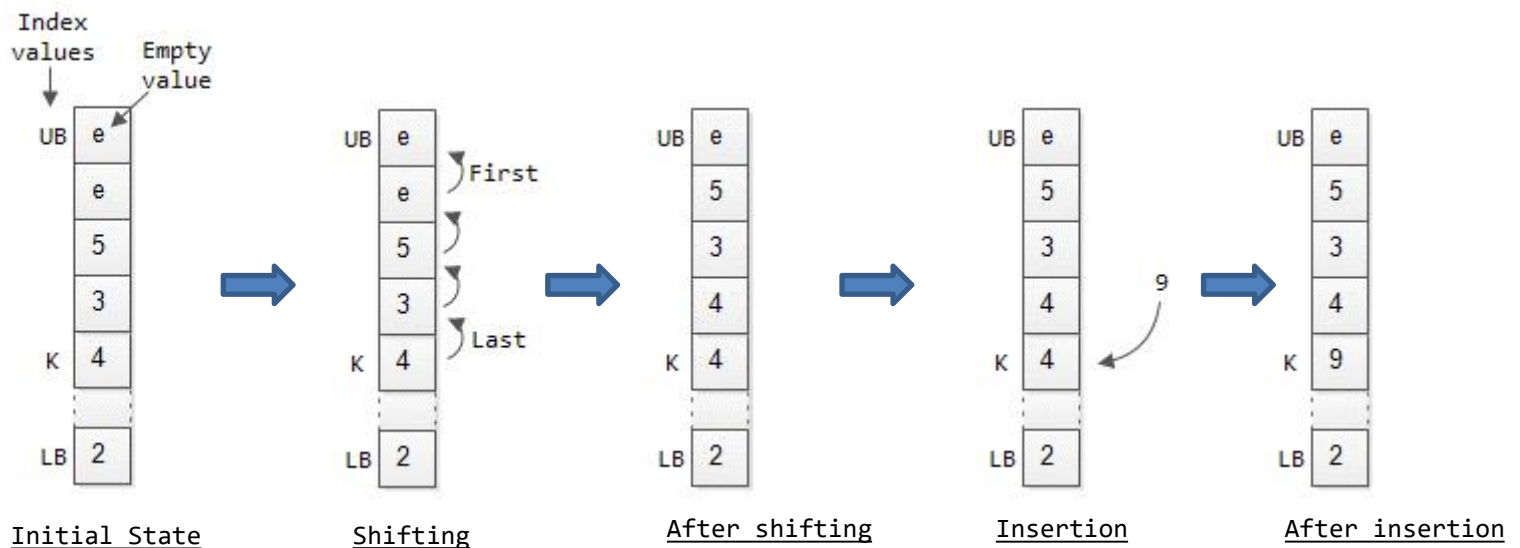 Index
values
Empty
value
UB e
e
5
3
K 4
LB 2
Initial State
UB e
e
5
3
K 4
LB 2
First
Last
Shifting
UB e
5
3
4
K 4
LB 2
After shifting
UB e
5
3
4
K 4
LB 2
9
Insertion
UB e
5
3
4
K 9
LB 2
After insertion